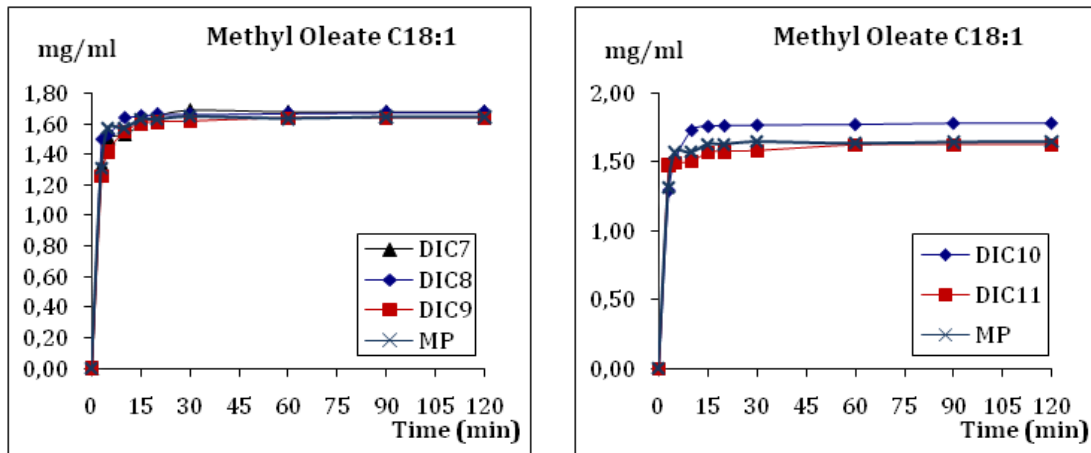 Methyl Oleate C18:1
mg/ml
1,80
1,60
1,40
1,20
1,00
0,80
0,60
0,40
0,20
0,00
DIC7
DIC8
DIC9
MP
0 15 30 45 60 75 90 105 120
Time (min)
Methyl Oleate C18:1
mg/ml
2,00
1,50
1,00
0,50
0,00
DIC10
DIC11
MP
0 15 30 45 60 75 90 105 120
Time (min)